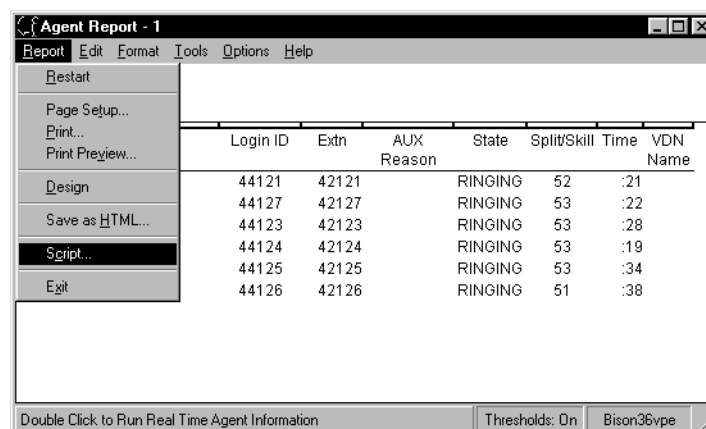 Agent Report - 1
Report Edit Format Tools Options Help
Restart
Page Setup...
Print...
Print Preview...
Design
Save as HTML...
Script...
Exit
Login ID Extn AUX Reason State Split/Skill Time VDN Name
44121 42121 RINGING 52 :21
44127 42127 RINGING 53 :22
44123 42123 RINGING 53 :28
44124 42124 RINGING 53 :19
44125 42125 RINGING 53 :34
44126 42126 RINGING 51 :38
Double Click to Run Real Time Agent Information Thresholds: On Bison36vpe